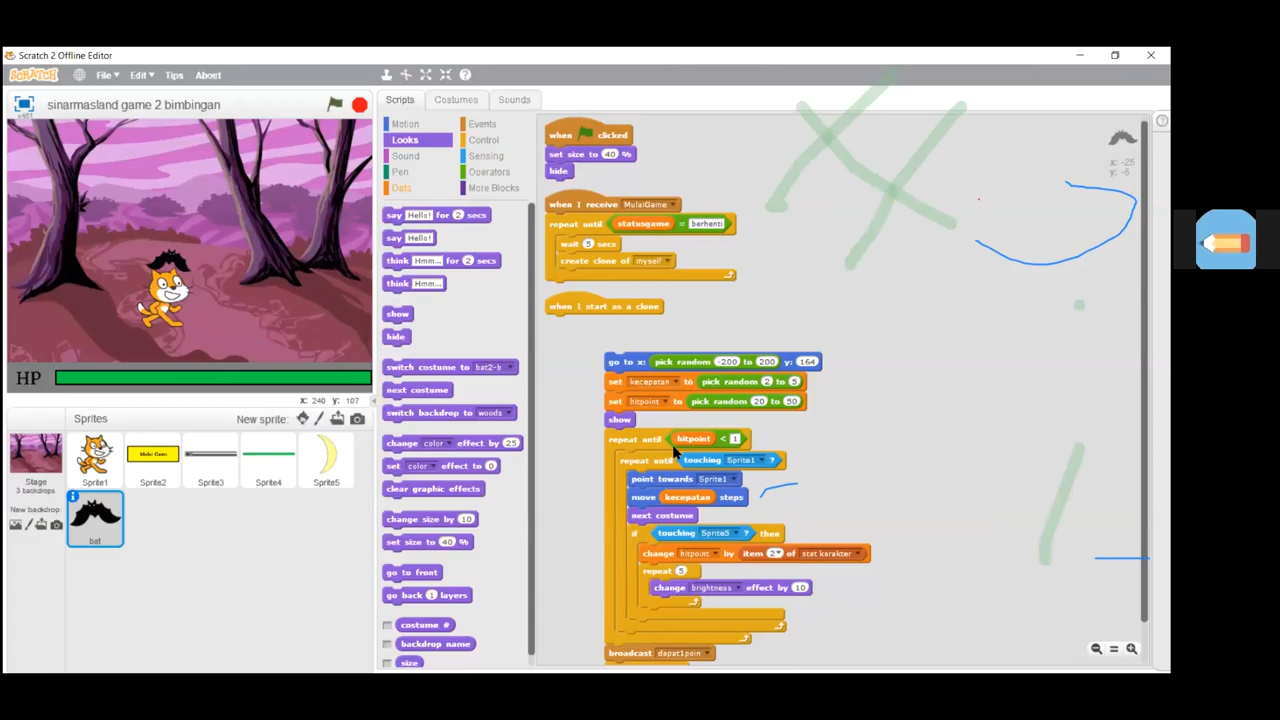 Scratch 2 Offline Editor
SCRATCH File Edit Tips About
sinarmasland game 2 bimbingan
v461
HP
x: 240 y: 107
Sprites New sprite:
Stage
3 backdrops
New backdrop:
Sprite1
Mulai Game
Sprite2
Sprite3
Sprite4
Sprite5
bat
Scripts Costumes Sounds
Motion Events
Looks Control
Sound Sensing
Pen Operators
Data More Blocks
say Hello! for 2 secs
say Hello!
think Hmm... for 2 secs
think Hmm...
show
hide
switch costume to bat2-b
next costume
switch backdrop to woods
change color effect by 25
set color effect to 0
clear graphic effects
change size by 10
set size to 40 %
go to front
go back 1 layers
costume #
backdrop name
size
when clicked
set size to 40 %
hide
when I receive MulaiGame
repeat until statusgame = berhenti
wait 5 secs
create clone of myself
when I start as a clone
go to x: pick random -200 to 200 y: 164
set kecepatan to pick random 2 to 5
set hitpoint to pick random 20 to 50
show
repeat until hitpoint < 1
repeat until touching Sprite1 ?
point towards Sprite1
move kecepatan steps
next costume
if touching Sprite5 ? then
change hitpoint by item 2 of stat karakter
repeat 5
change brightness effect by 10
broadcast dapat1poin
x: -25
y: -6